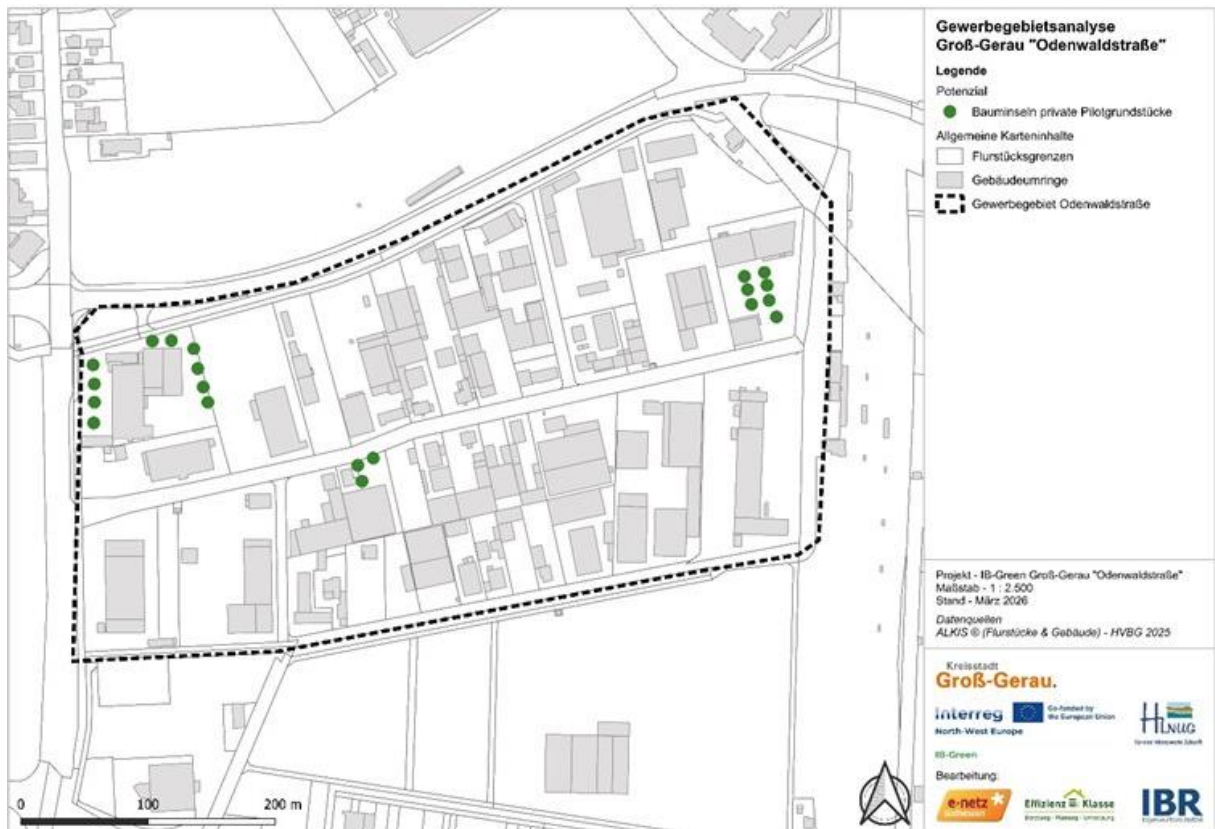 Gewerbegebietsanalyse
Groß-Gerau "Odenwaldstraße"
Legende
Potenzial
Bauminseln private Pilotgrundstücke
Allgemeine Karteninhalte
Flurstücksgrenzen
Gebäudeumringe
Gewerbegebiet Odenwaldstraße
Projekt - IB-Green Groß-Gerau "Odenwaldstraße"
Maßstab - 1 : 2.500
Stand - März 2026
Datenquellen
ALKIS © (Flurstücke & Gebäude) - HVBG 2025
Kreisstadt
Groß-Gerau.
Interreg
Co-funded by
the European Union
North-West Europe
IB-Green
HLNUG
Bearbeitung:
e-netz
Effizienz Klasse
Beratung - Planung - Umsetzung
IBR
0 100 200 m